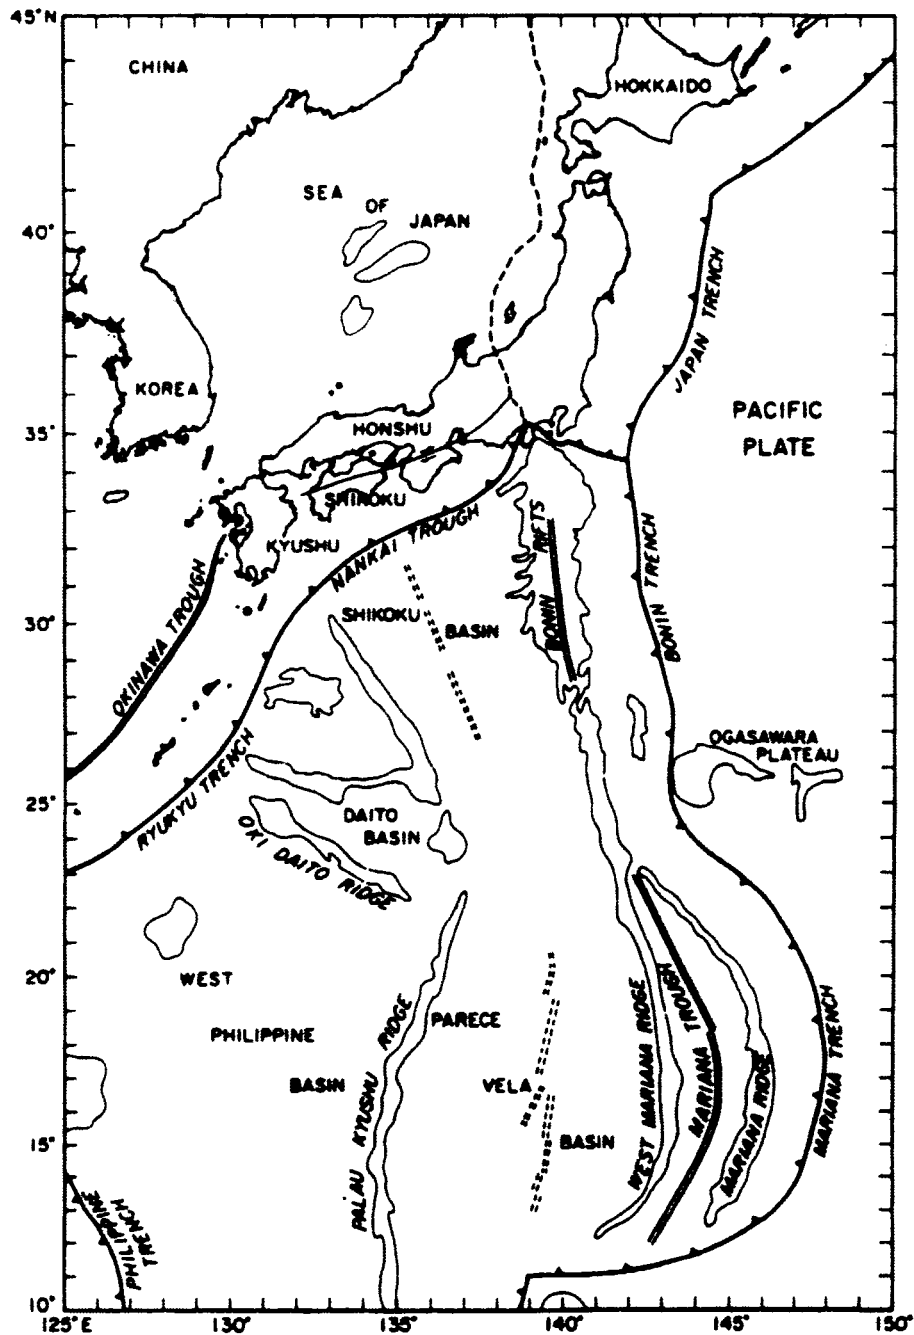 45°N
CHINA
HOKKAIDO
SEA OF JAPAN
40°
JAPAN TRENCH
KOREA
PACIFIC
PLATE
35°
HONSHU
SHIKOKU
KYUSHU
NANKAI TROUGH
BONIN RIFTS
BONIN TRENCH
OKINAWA TROUGH
30°
SHIKOKU BASIN
RYUKYU TRENCH
OGASAWARA
PLATEAU
25°
DAITO
BASIN
OKI DAITO RIDGE
20°
WEST
PHILIPPINE
BASIN
PALAU KYUSHU RIDGE
PARECE
VELA
BASIN
WEST MARIANA RIDGE
MARIANA TROUGH
MARIANA RIDGE
MARIANA TRENCH
15°
PHILIPPINE
TRENCH
10°
125°E
130°
135°
140°
145°
150°